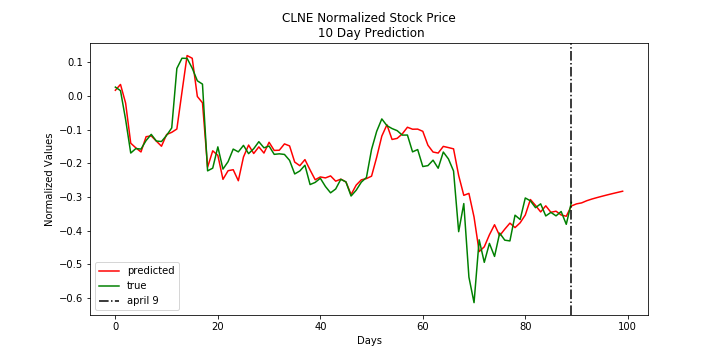 CLNE Normalized Stock Price
10 Day Prediction
Normalized Values
0.1
0.0
−0.1
−0.2
−0.3
−0.4
−0.5
−0.6
predicted
true
april 9
0 20 40 60 80 100
Days